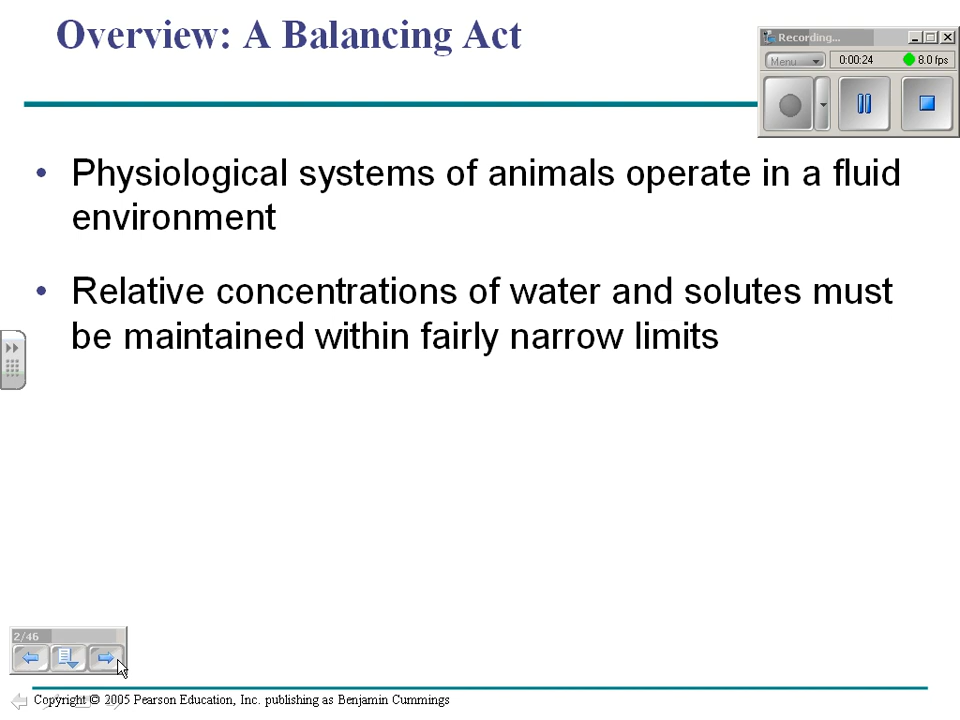 Overview: A Balancing Act
Recording...
Menu
0:00:24
8.0 fps
• Physiological systems of animals operate in a fluid
environment
• Relative concentrations of water and solutes must
be maintained within fairly narrow limits
2/46
Copyright © 2005 Pearson Education, Inc. publishing as Benjamin Cummings